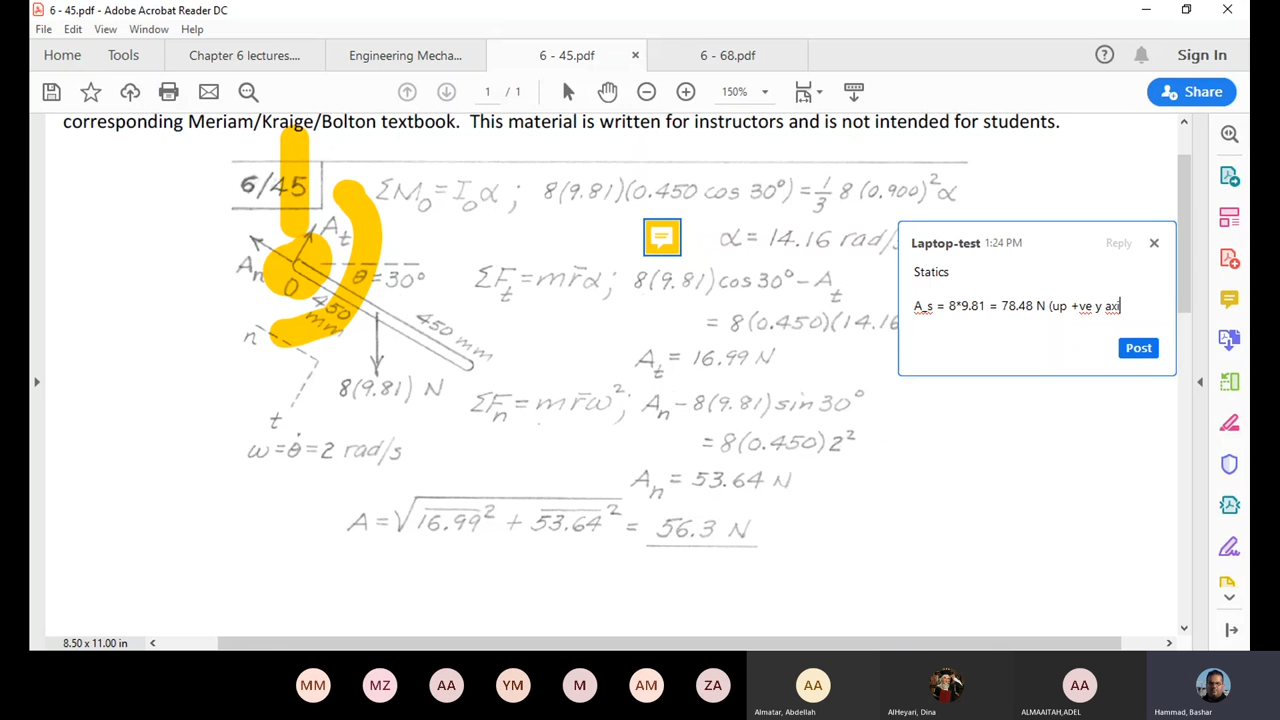 6 - 45.pdf - Adobe Acrobat Reader DC
File Edit View Window Help
Home Tools Chapter 6 lectures.... Engineering Mecha... 6 - 45.pdf × 6 - 68.pdf Sign In
1 / 1 150% Share
corresponding Meriam/Kraige/Bolton textbook. This material is written for instructors and is not intended for students.
6/45 ΣM_O = I_O α ; 8(9.81)(0.450 cos 30°) = 1/3 8 (0.900)² α
α = 14.16 rad/s
A_t
A_n
O
θ = 30°
450 mm
450 mm
n
t
8(9.81) N
ω = θ̇ = 2 rad/s
ΣF_t = m r̄ α ; 8(9.81) cos 30° - A_t
= 8(0.450)(14.16
A_t = 16.99 N
ΣF_n = m r̄ ω² ; A_n - 8(9.81) sin 30°
= 8(0.450) 2²
A_n = 53.64 N
A = √16.99² + 53.64² = 56.3 N
Laptop-test 1:24 PM Reply ×
Statics
A_s = 8*9.81 = 78.48 N (up +ve y axi
Post
8.50 x 11.00 in
MM MZ AA YM M AM ZA AA AA
Almatar, Abdellah AlHeyari, Dina ALMAAITAH,ADEL Hammad, Bashar